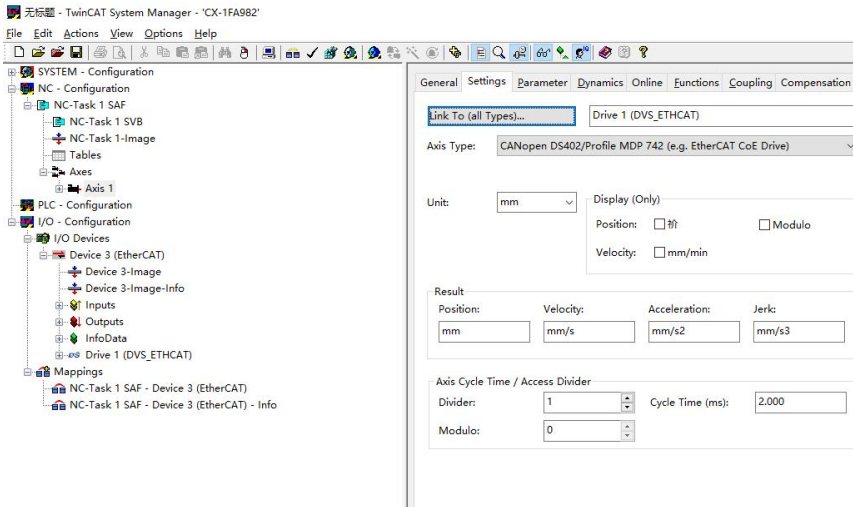 无标题 - TwinCAT System Manager - 'CX-1FA982'
File Edit Actions View Options Help
SYSTEM - Configuration
NC - Configuration
NC-Task 1 SAF
NC-Task 1 SVB
NC-Task 1-Image
Tables
Axes
Axis 1
PLC - Configuration
I/O - Configuration
I/O Devices
Device 3 (EtherCAT)
Device 3-Image
Device 3-Image-Info
Inputs
Outputs
InfoData
Drive 1 (DVS_ETHCAT)
Mappings
NC-Task 1 SAF - Device 3 (EtherCAT)
NC-Task 1 SAF - Device 3 (EtherCAT) - Info
General Settings Parameter Dynamics Online Functions Coupling Compensation
Link To (all Types)... Drive 1 (DVS_ETHCAT)
Axis Type: CANopen DS402/Profile MDP 742 (e.g. EtherCAT CoE Drive)
Unit: mm
Display (Only)
Position: 祄 Modulo
Velocity: mm/min
Result
Position: Velocity: Acceleration: Jerk:
mm mm/s mm/s2 mm/s3
Axis Cycle Time / Access Divider
Divider: 1 Cycle Time (ms): 2.000
Modulo: 0